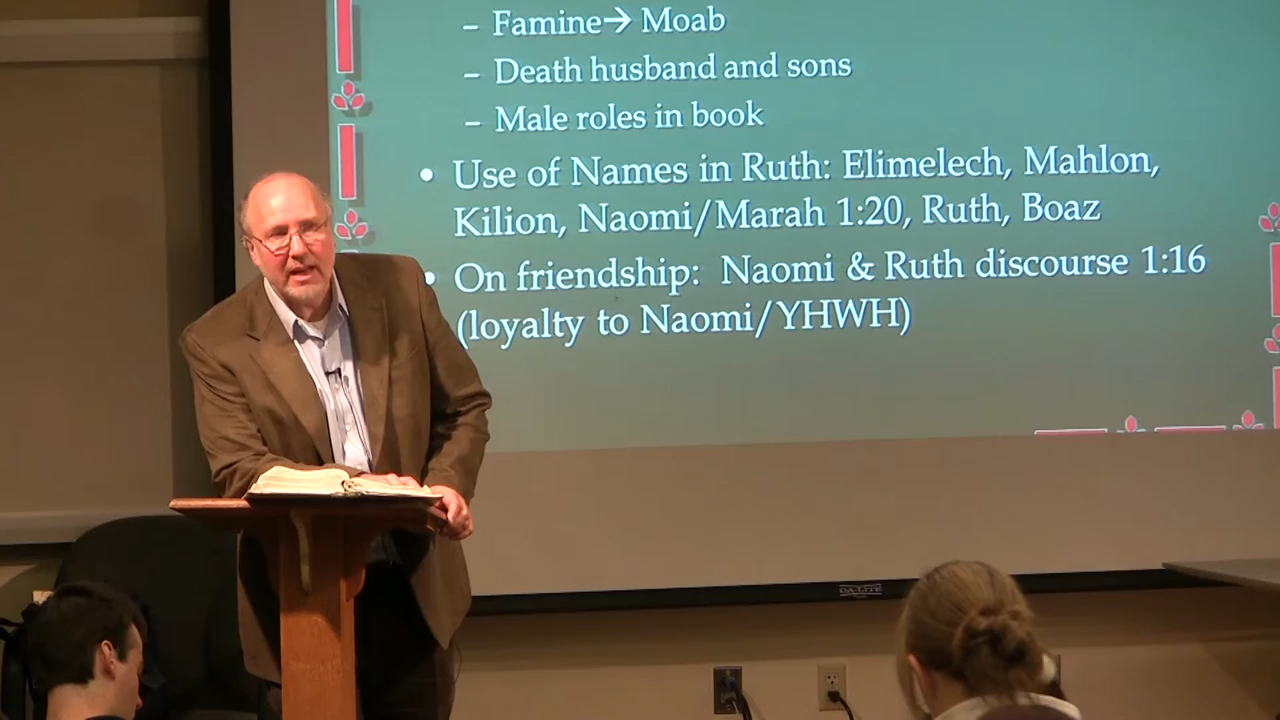 – Famine→ Moab
– Death husband and sons
– Male roles in book
• Use of Names in Ruth: Elimelech, Mahlon,
Kilion, Naomi/Marah 1:20, Ruth, Boaz
• On friendship: Naomi & Ruth discourse 1:16
(loyalty to Naomi/YHWH)
DA-LITE